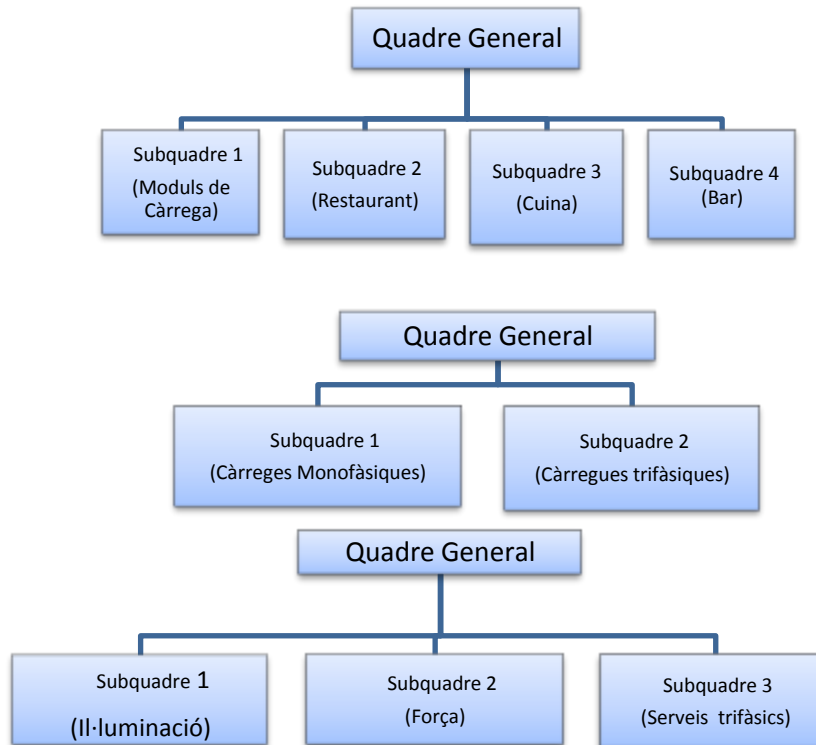 Quadre General
Subquadre 1
(Moduls de
Càrrega)
Subquadre 2
(Restaurant)
Subquadre 3
(Cuina)
Subquadre 4
(Bar)
Quadre General
Subquadre 1
(Càrreges Monofàsiques)
Subquadre 2
(Càrregues trifàsiques)
Quadre General
Subquadre 1
(Il·luminació)
Subquadre 2
(Força)
Subquadre 3
(Serveis trifàsics)